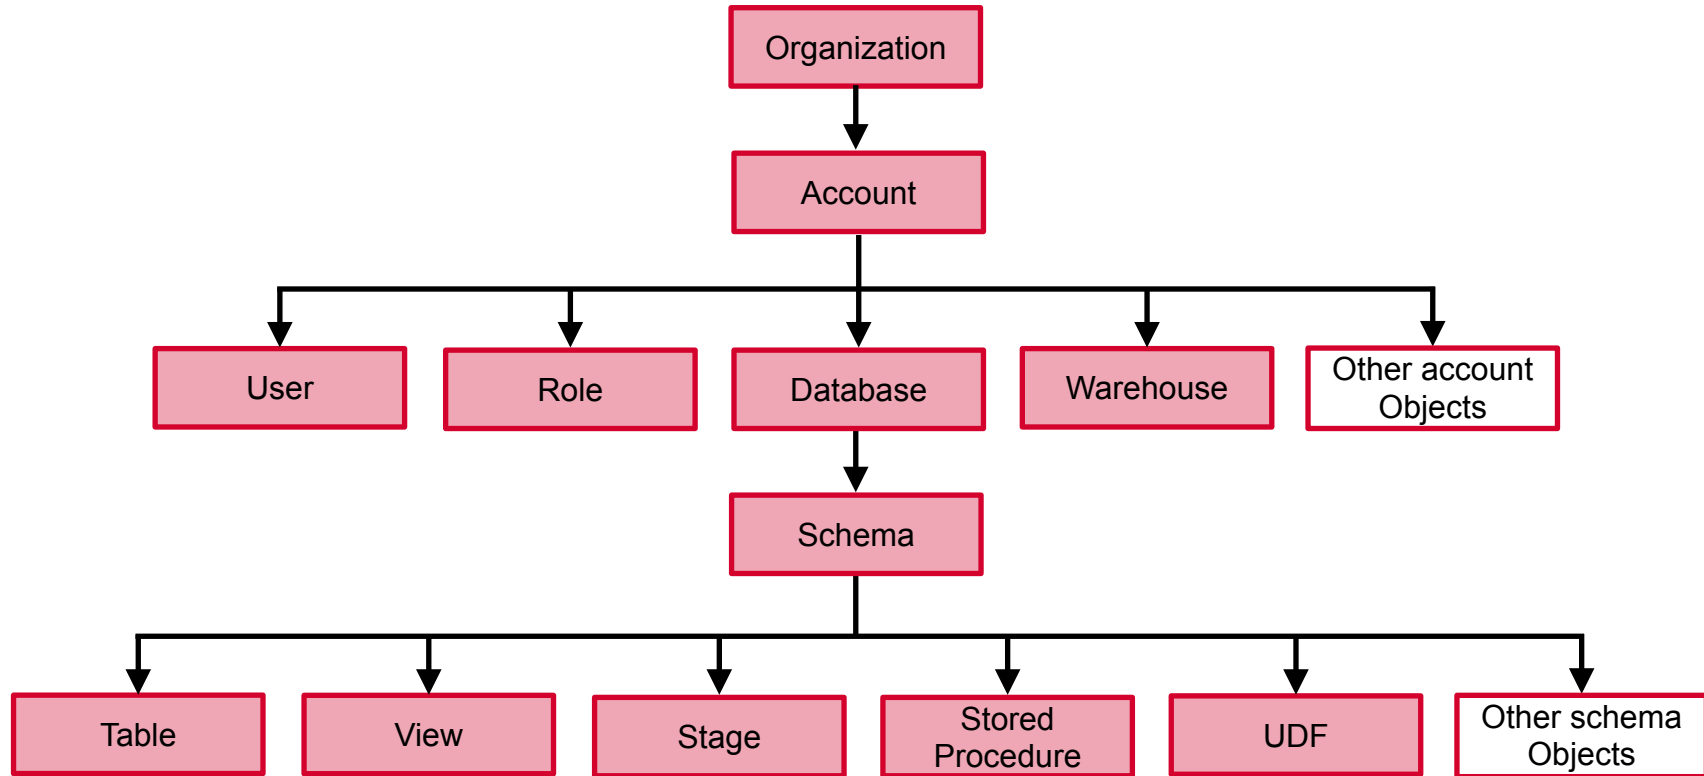 Organization
Account
User
Role
Database
Warehouse
Other account
Objects
Schema
Table
View
Stage
Stored
Procedure
UDF
Other schema
Objects